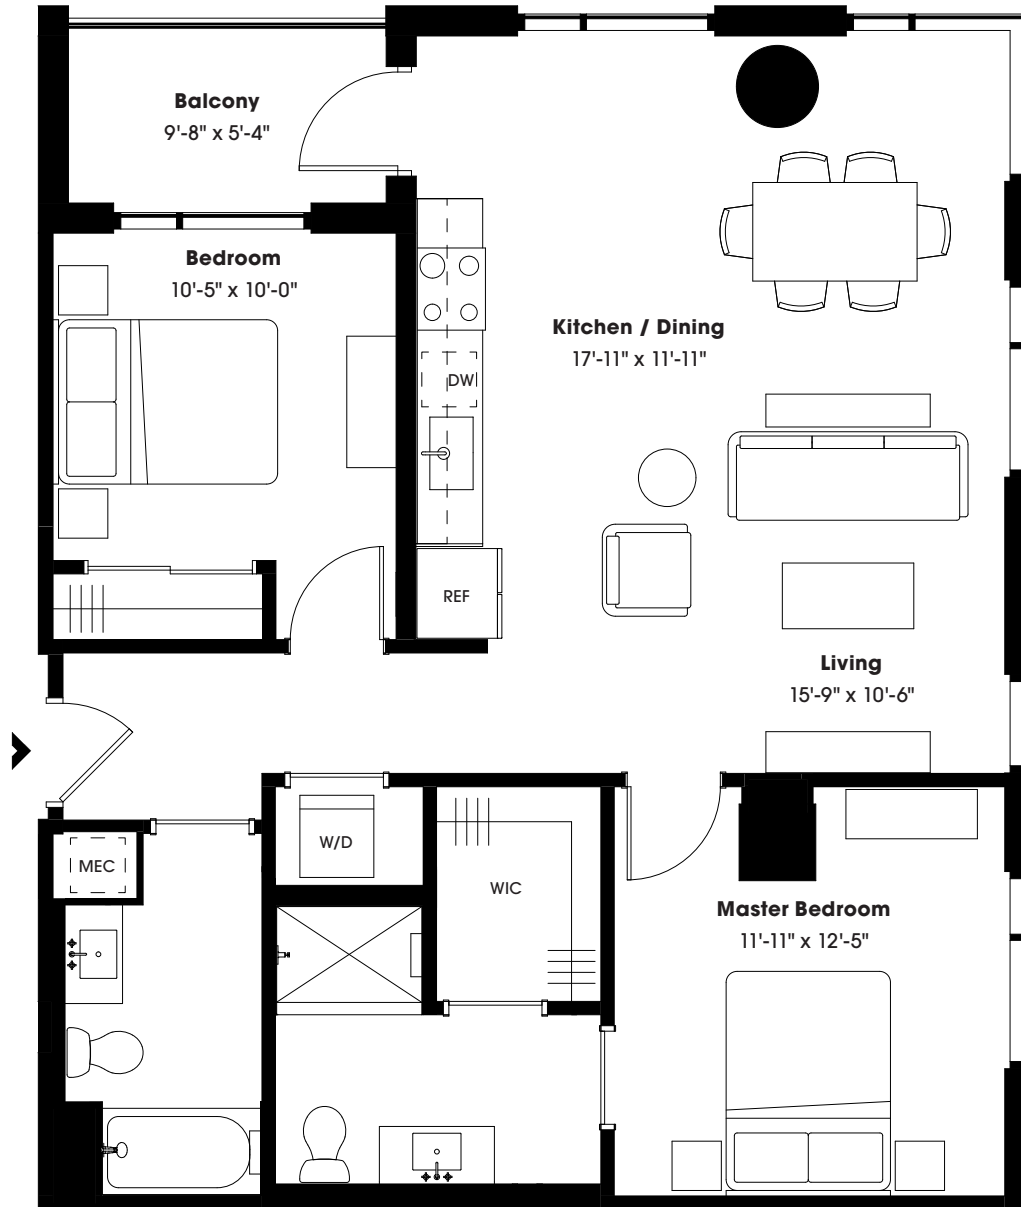 Balcony
9'-8" x 5'-4"
Bedroom
10'-5" x 10'-0"
Kitchen / Dining
17'-11" x 11'-11"
DW
REF
Living
15'-9" x 10'-6"
W/D
MEC
WIC
Master Bedroom
11'-11" x 12'-5"